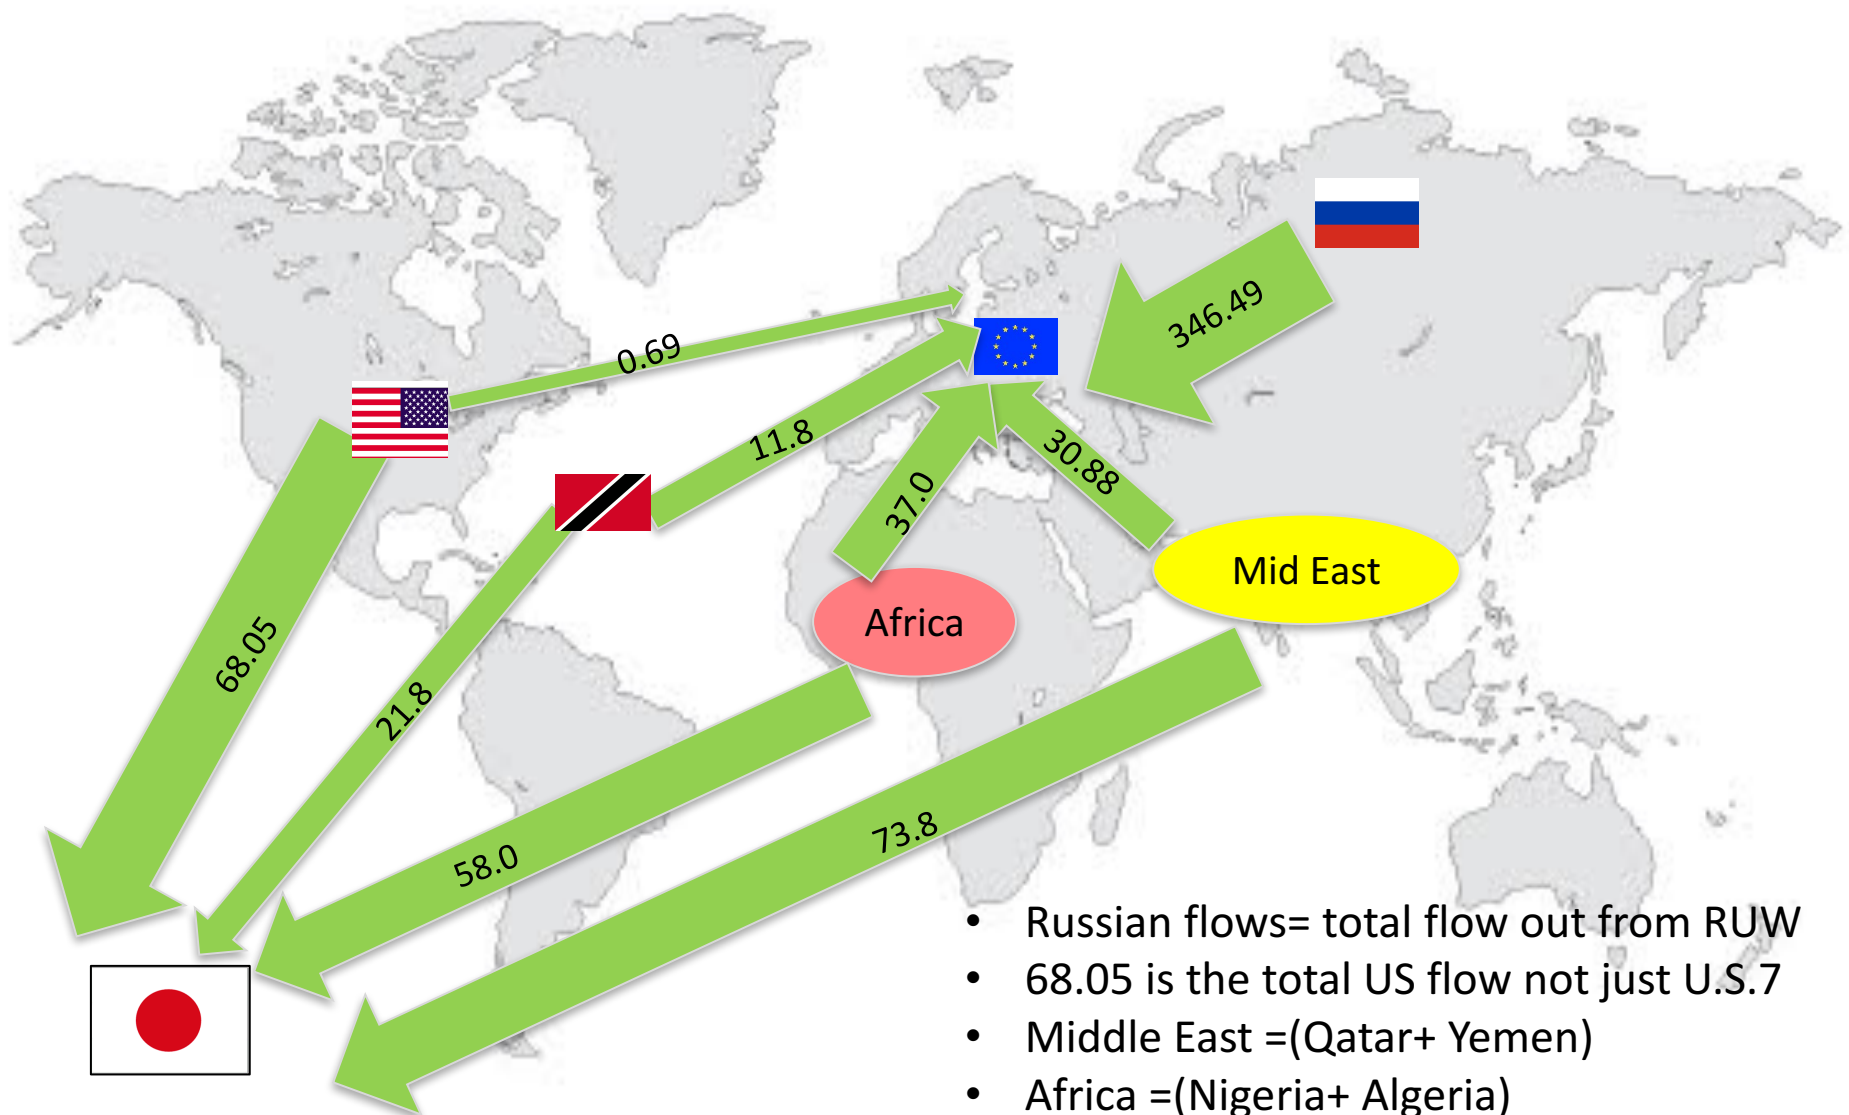 346.49
0.69
11.8
30.88
37.0
Mid East
Africa
68.05
21.8
73.8
58.0
• Russian flows= total flow out from RUW
• 68.05 is the total US flow not just U.S.7
• Middle East =(Qatar+ Yemen)
• Africa =(Nigeria+ Algeria)